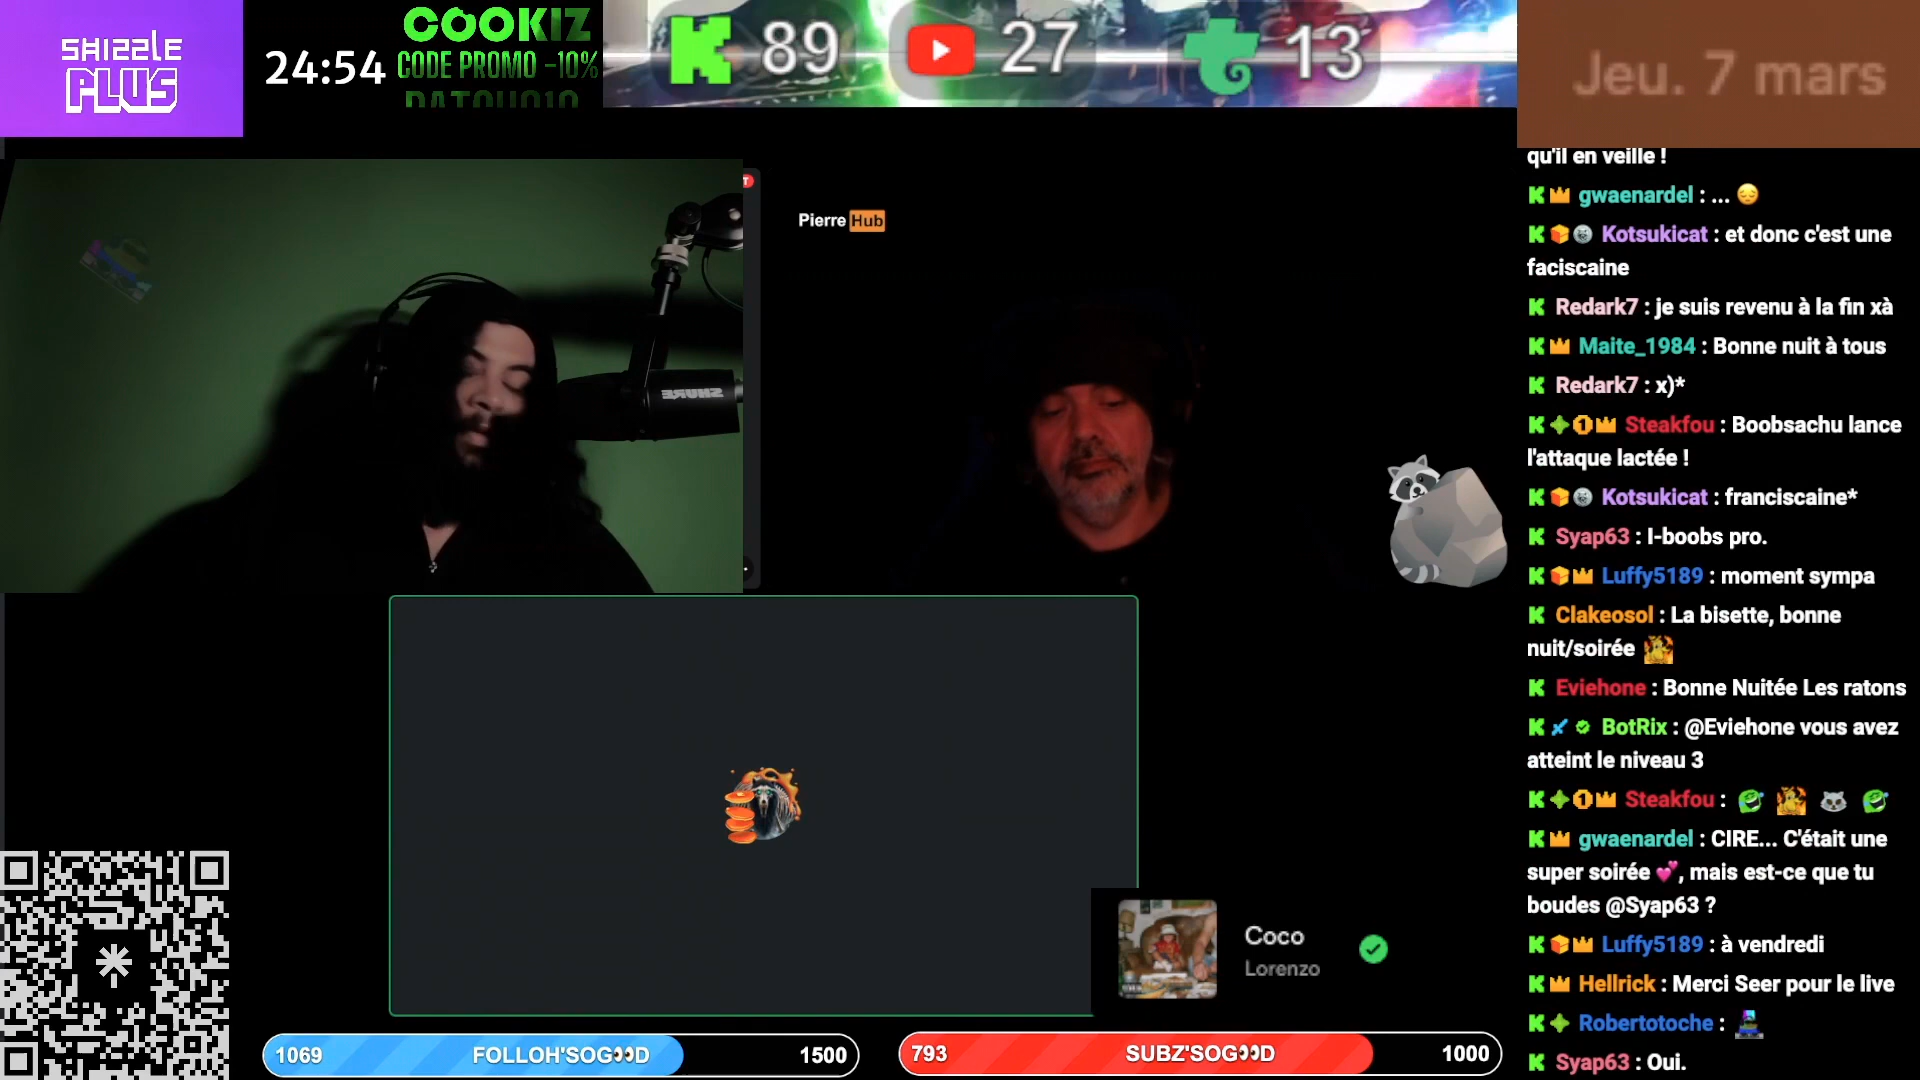 SHIZZLE
PLUS
24:54
COOKIZ
CODE PROMO -10%
89
27
13
Jeu. 7 mars
Pierre Hub
SHURE
qu'il en veille !
gwaenardel : ... 😔
Kotsukicat : et donc c'est une
faciscaine
Redark7 : je suis revenu à la fin xà
Maite_1984 : Bonne nuit à tous
Redark7 : x)*
Steakfou : Boobsachu lance
l'attaque lactée !
Kotsukicat : franciscaine*
Syap63 : I-boobs pro.
Luffy5189 : moment sympa
Clakeosol : La bisette, bonne
nuit/soirée
Eviehone : Bonne Nuitée Les ratons
BotRix : @Eviehone vous avez
atteint le niveau 3
Steakfou :
gwaenardel : CIRE... C'était une
super soirée 💕, mais est-ce que tu
boudes @Syap63 ?
Luffy5189 : à vendredi
Hellrick : Merci Seer pour le live
Robertotoche :
Syap63 : Oui.
Coco
Lorenzo
1069 FOLLOH'SOG👀D 1500
793 SUBZ'SOG👀D 1000